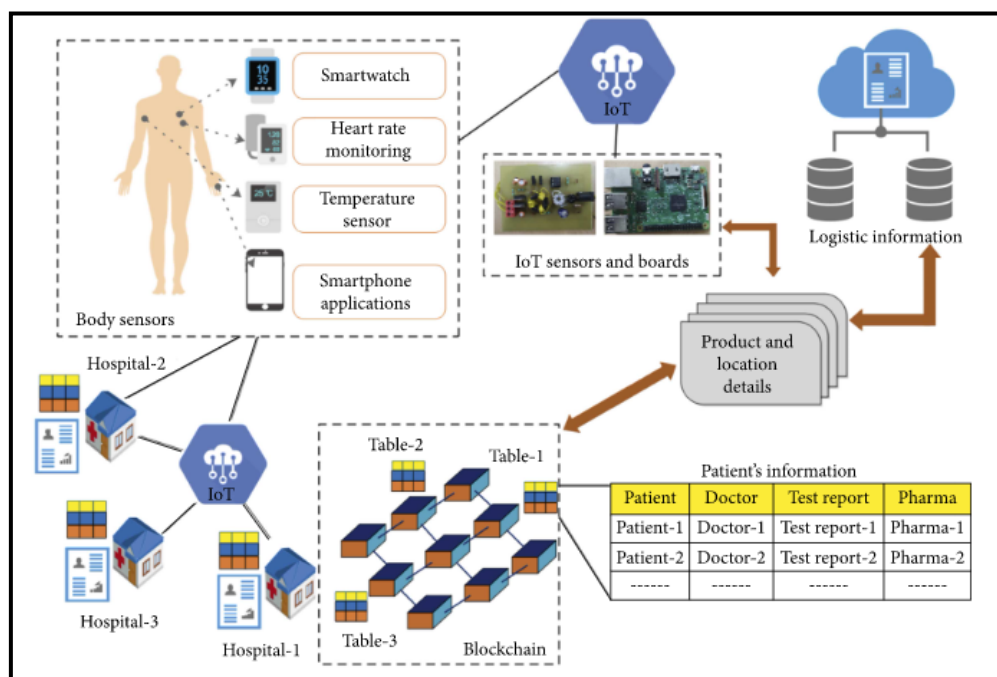 10
35
Smartwatch
Heart rate
monitoring
Temperature
sensor
Smartphone
applications
Body sensors
IoT
IoT sensors and boards
Logistic information
Product and
location
details
Hospital-2
IoT
Hospital-3
Hospital-1
Table-2
Table-1
Table-3
Blockchain
Patient's information
Patient Doctor Test report Pharma
Patient-1 Doctor-1 Test report-1 Pharma-1
Patient-2 Doctor-2 Test report-2 Pharma-2
------ ------ ------ ------